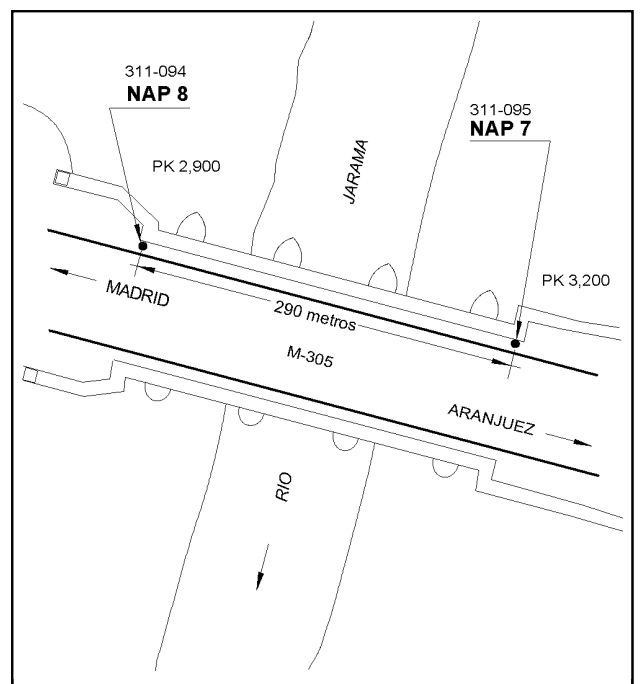 311-094
NAP 8
311-095
NAP 7
JARAMA
PK 2,900
PK 3,200
MADRID
290 metros
M-305
ARANJUEZ
RIO